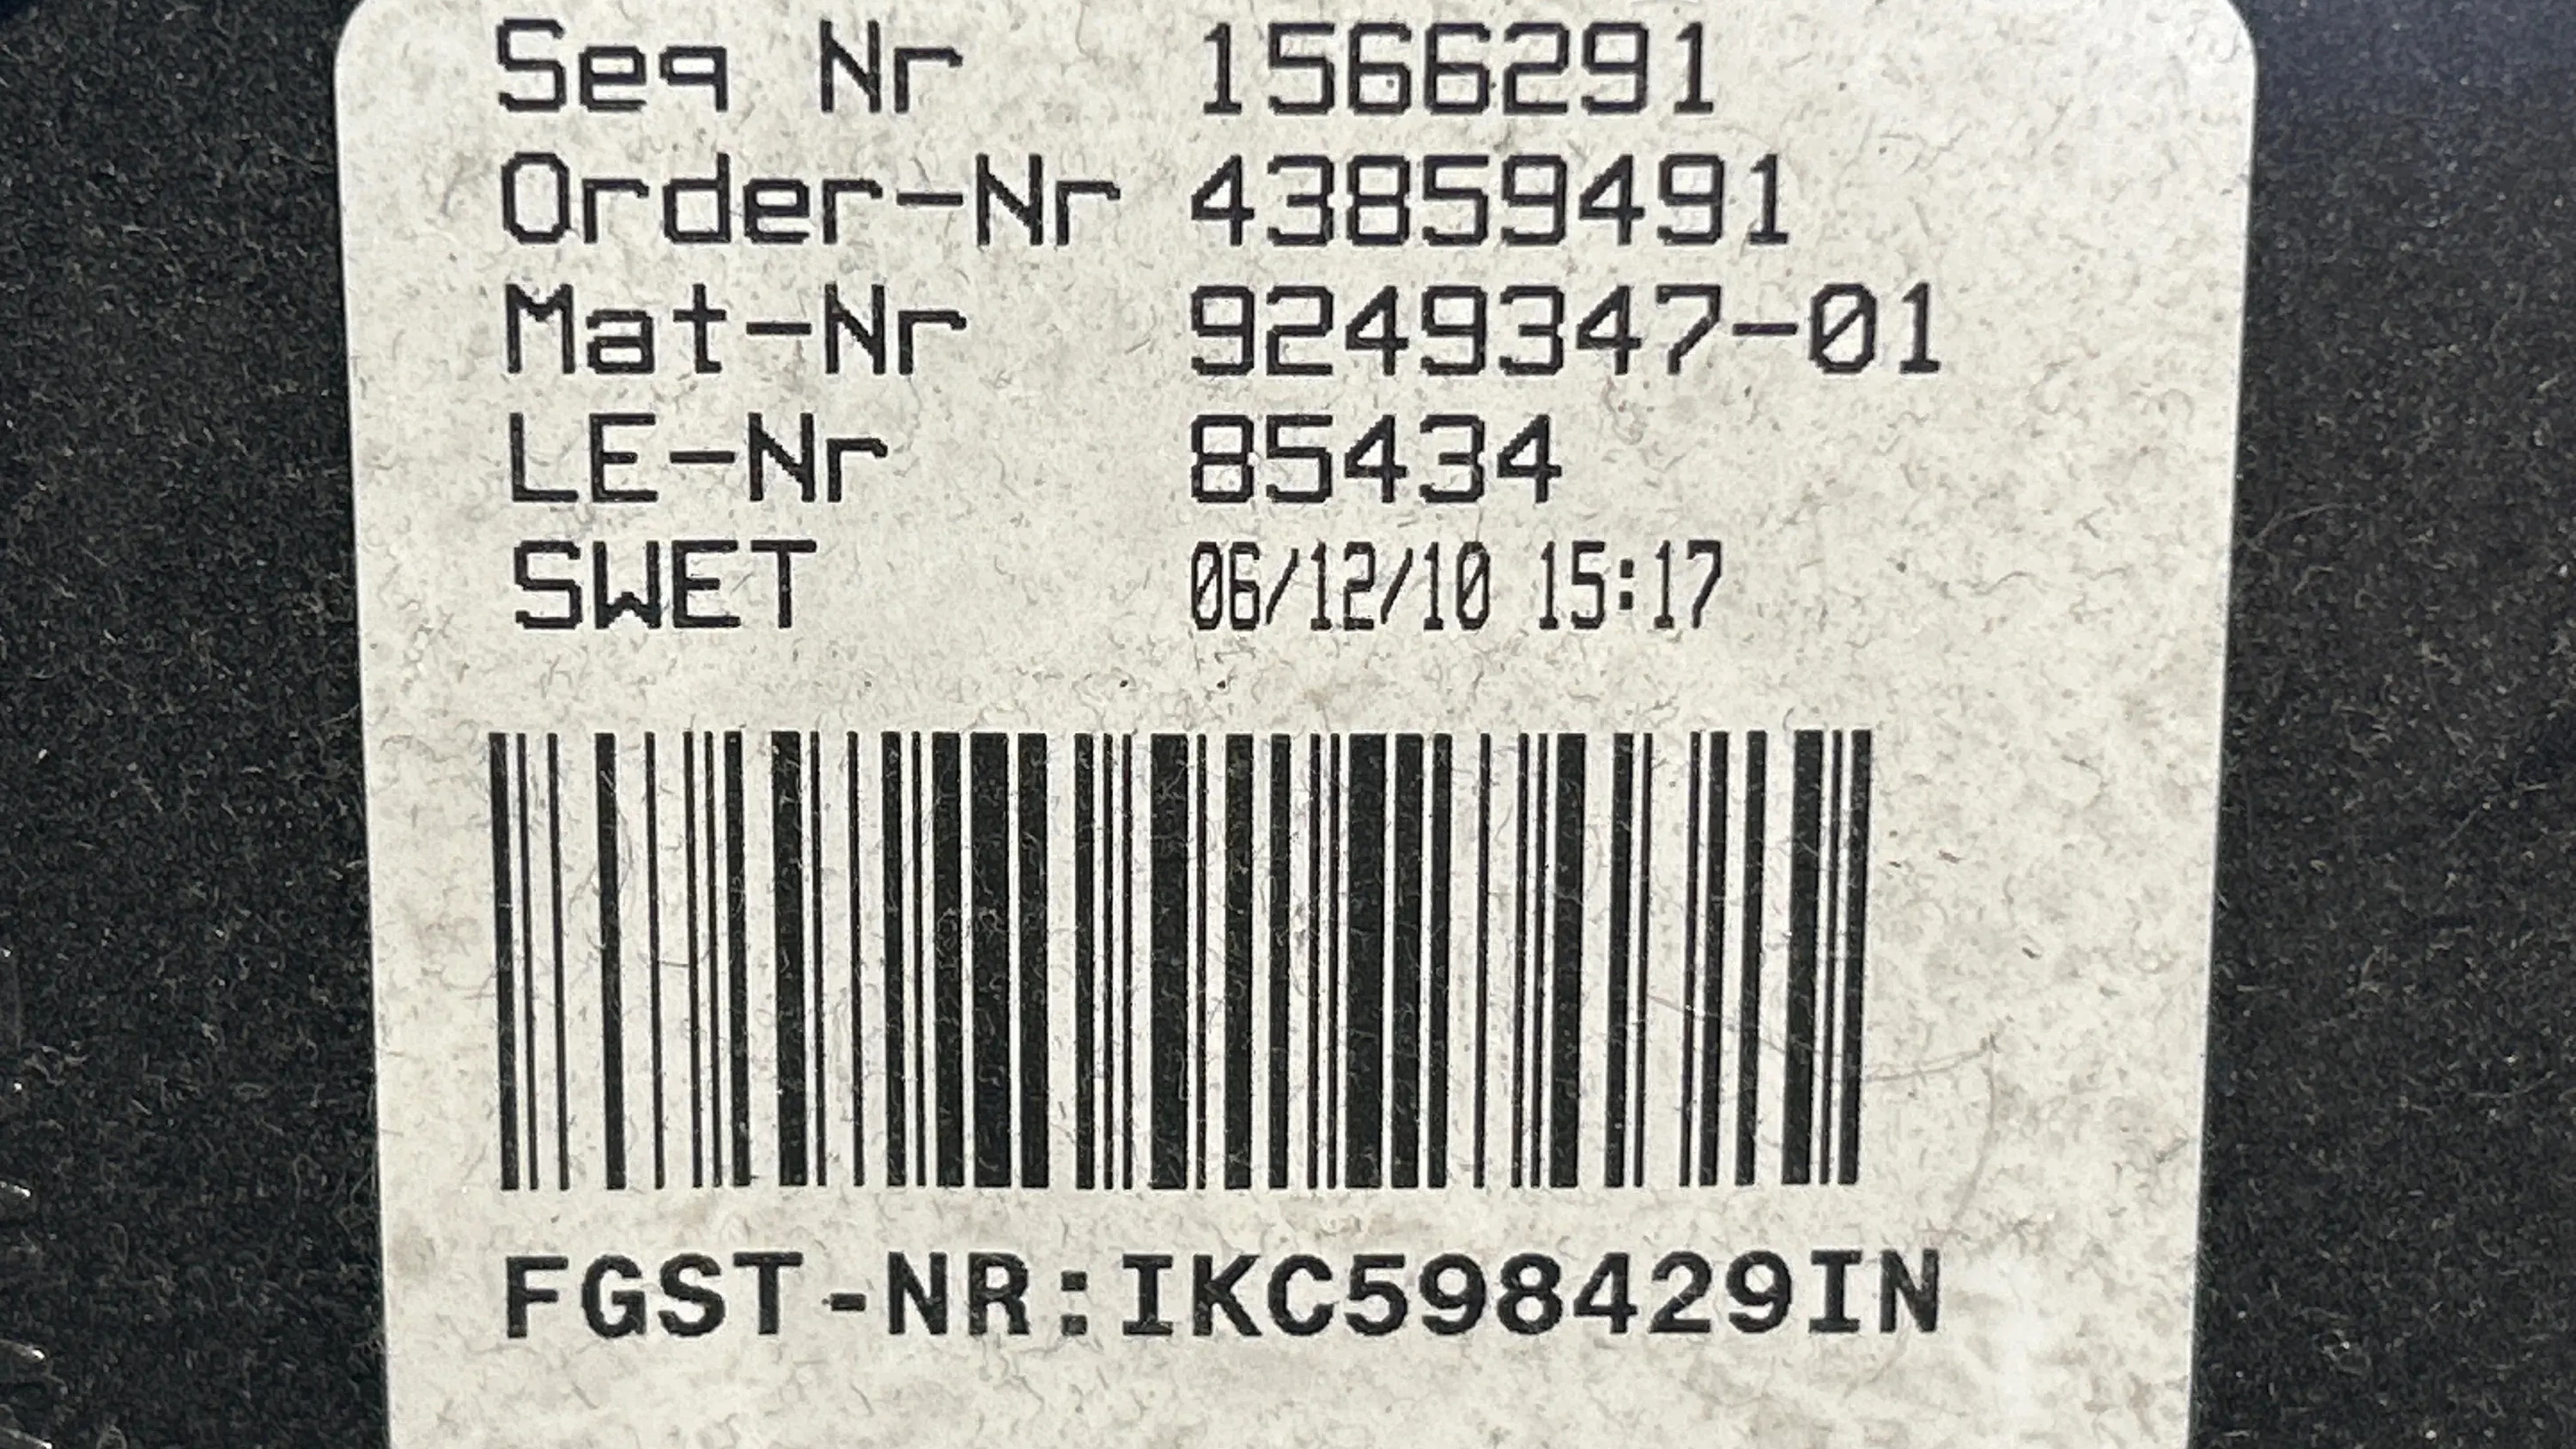 Seq Nr 1566291
Order-Nr 43859491
Mat-Nr 9249347-01
LE-Nr 85434
SWET 06/12/10 15:17
FGST-NR:IKC598429IN